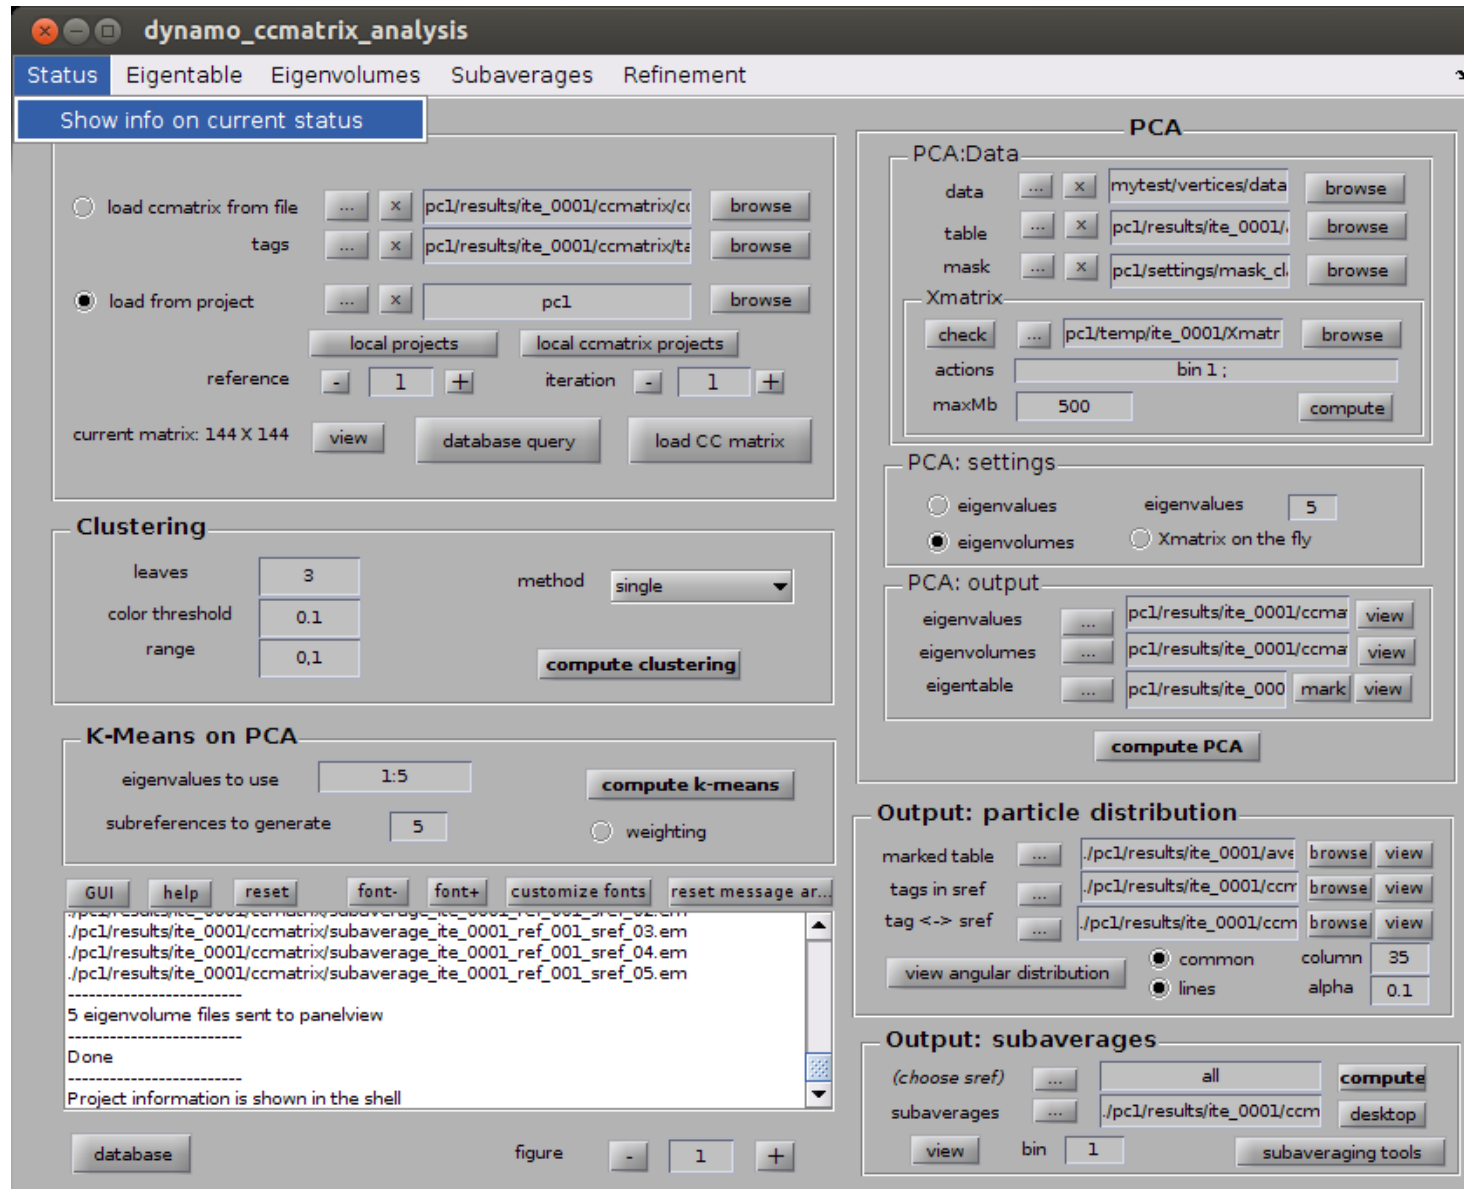 dynamo_ccmatrix_analysis
Status Eigentable Eigenvolumes Subaverages Refinement
Show info on current status
load ccmatrix from file ... x pc1/results/ite_0001/ccmatrix/cc browse
tags ... x pc1/results/ite_0001/ccmatrix/ta browse
load from project ... x pc1 browse
local projects local ccmatrix projects
reference - 1 + iteration - 1 +
current matrix: 144 X 144 view database query load CC matrix
Clustering
leaves 3 method single
color threshold 0.1
range 0,1 compute clustering
K-Means on PCA
eigenvalues to use 1:5 compute k-means
subreferences to generate 5 weighting
GUI help reset font- font+ customize fonts reset message ar...
./pc1/results/ite_0001/ccmatrix/subaverage_ite_0001_ref_001_sref_02.em
./pc1/results/ite_0001/ccmatrix/subaverage_ite_0001_ref_001_sref_03.em
./pc1/results/ite_0001/ccmatrix/subaverage_ite_0001_ref_001_sref_04.em
./pc1/results/ite_0001/ccmatrix/subaverage_ite_0001_ref_001_sref_05.em
-------------------------
5 eigenvolume files sent to panelview
-------------------------
Done
-------------------------
Project information is shown in the shell
database figure - 1 +
PCA
PCA:Data
data ... x mytest/vertices/data browse
table ... x pc1/results/ite_0001/. browse
mask ... x pc1/settings/mask_cl. browse
Xmatrix
check ... pc1/temp/ite_0001/Xmatr browse
actions bin 1 ;
maxMb 500 compute
PCA: settings
eigenvalues eigenvalues 5
eigenvolumes Xmatrix on the fly
PCA: output
eigenvalues ... pc1/results/ite_0001/ccma view
eigenvolumes ... pc1/results/ite_0001/ccma view
eigentable ... pc1/results/ite_000 mark view
compute PCA
Output: particle distribution
marked table ... ./pc1/results/ite_0001/ave browse view
tags in sref ... ./pc1/results/ite_0001/ccm browse view
tag <-> sref ... ./pc1/results/ite_0001/ccm browse view
view angular distribution common column 35
lines alpha 0.1
Output: subaverages
(choose sref) ... all compute
subaverages ... ./pc1/results/ite_0001/ccm desktop
view bin 1 subaveraging tools